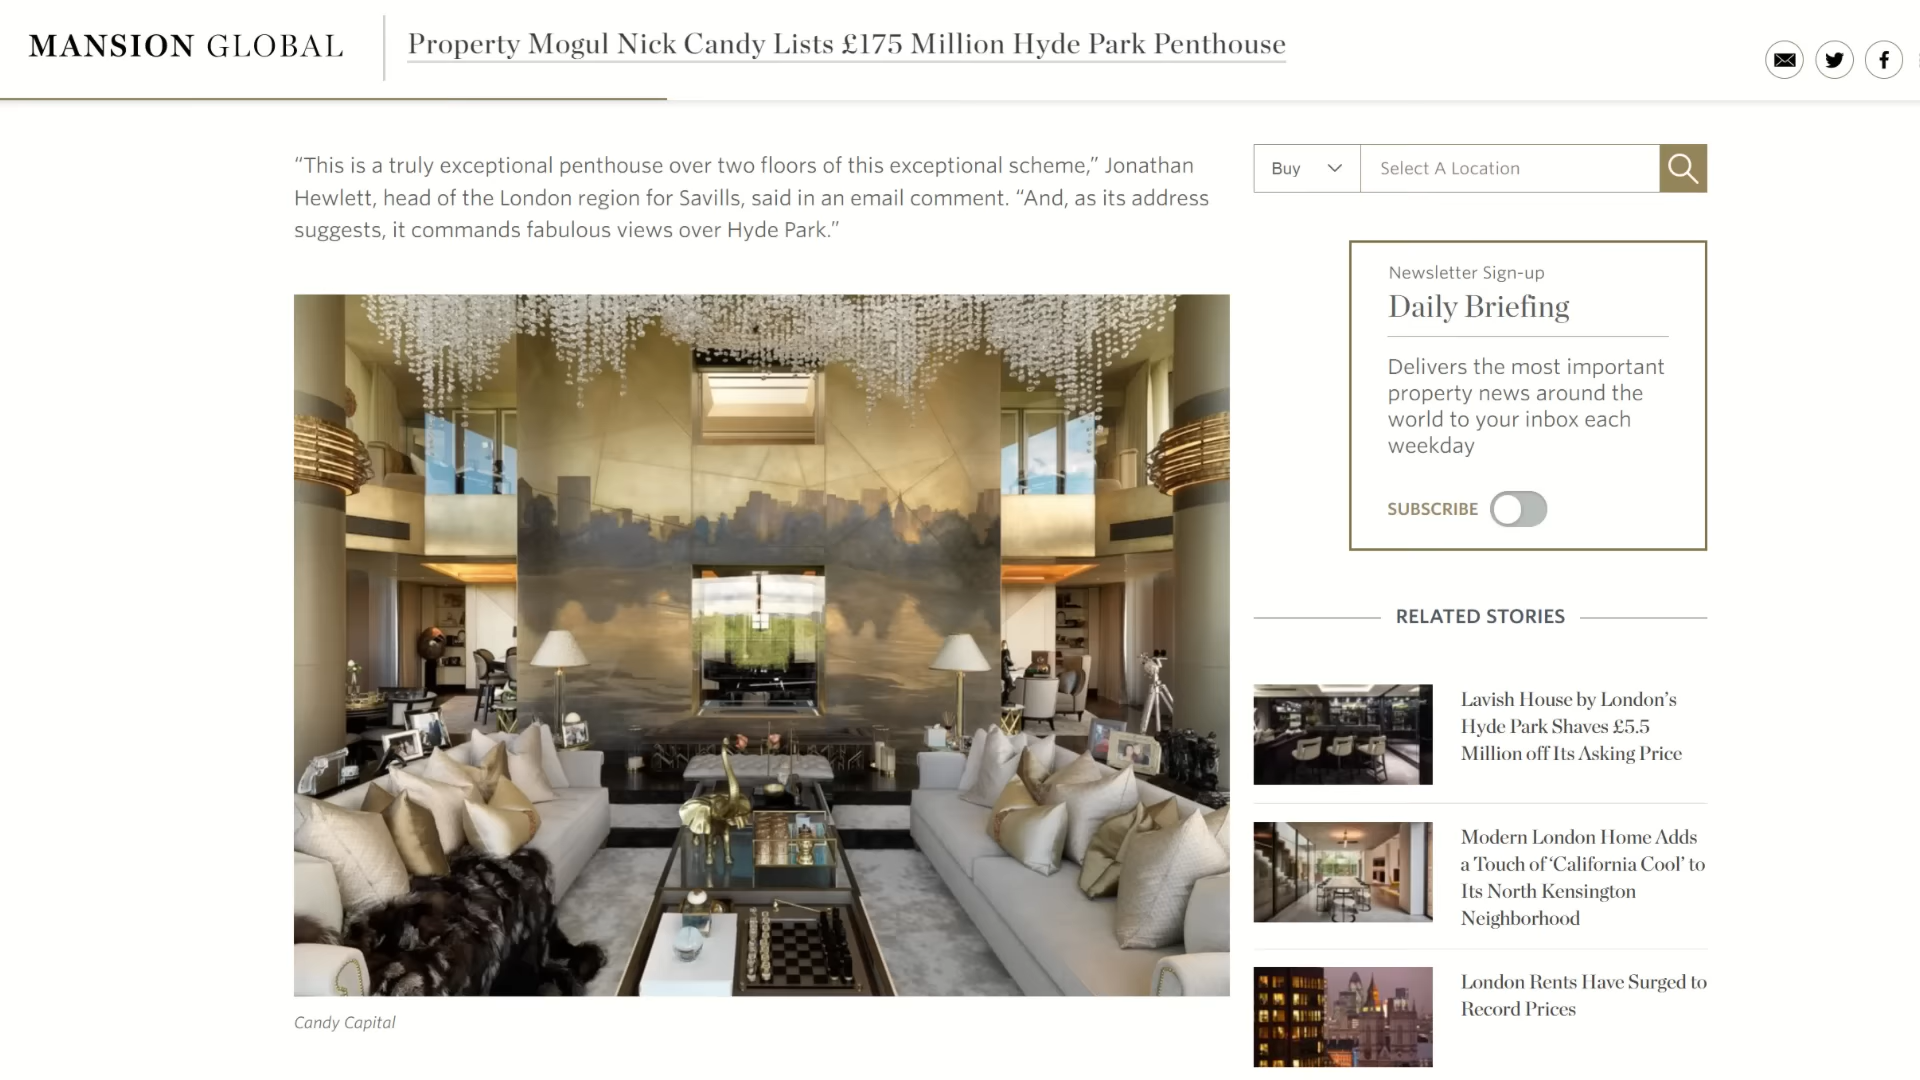 MANSION GLOBAL
Property Mogul Nick Candy Lists £175 Million Hyde Park Penthouse
“This is a truly exceptional penthouse over two floors of this exceptional scheme,” Jonathan
Hewlett, head of the London region for Savills, said in an email comment. “And, as its address
suggests, it commands fabulous views over Hyde Park.”
Candy Capital
Buy
Select A Location
Newsletter Sign-up
Daily Briefing
Delivers the most important
property news around the
world to your inbox each
weekday
SUBSCRIBE
RELATED STORIES
Lavish House by London’s
Hyde Park Shaves £5.5
Million off Its Asking Price
Modern London Home Adds
a Touch of ‘California Cool’ to
Its North Kensington
Neighborhood
London Rents Have Surged to
Record Prices